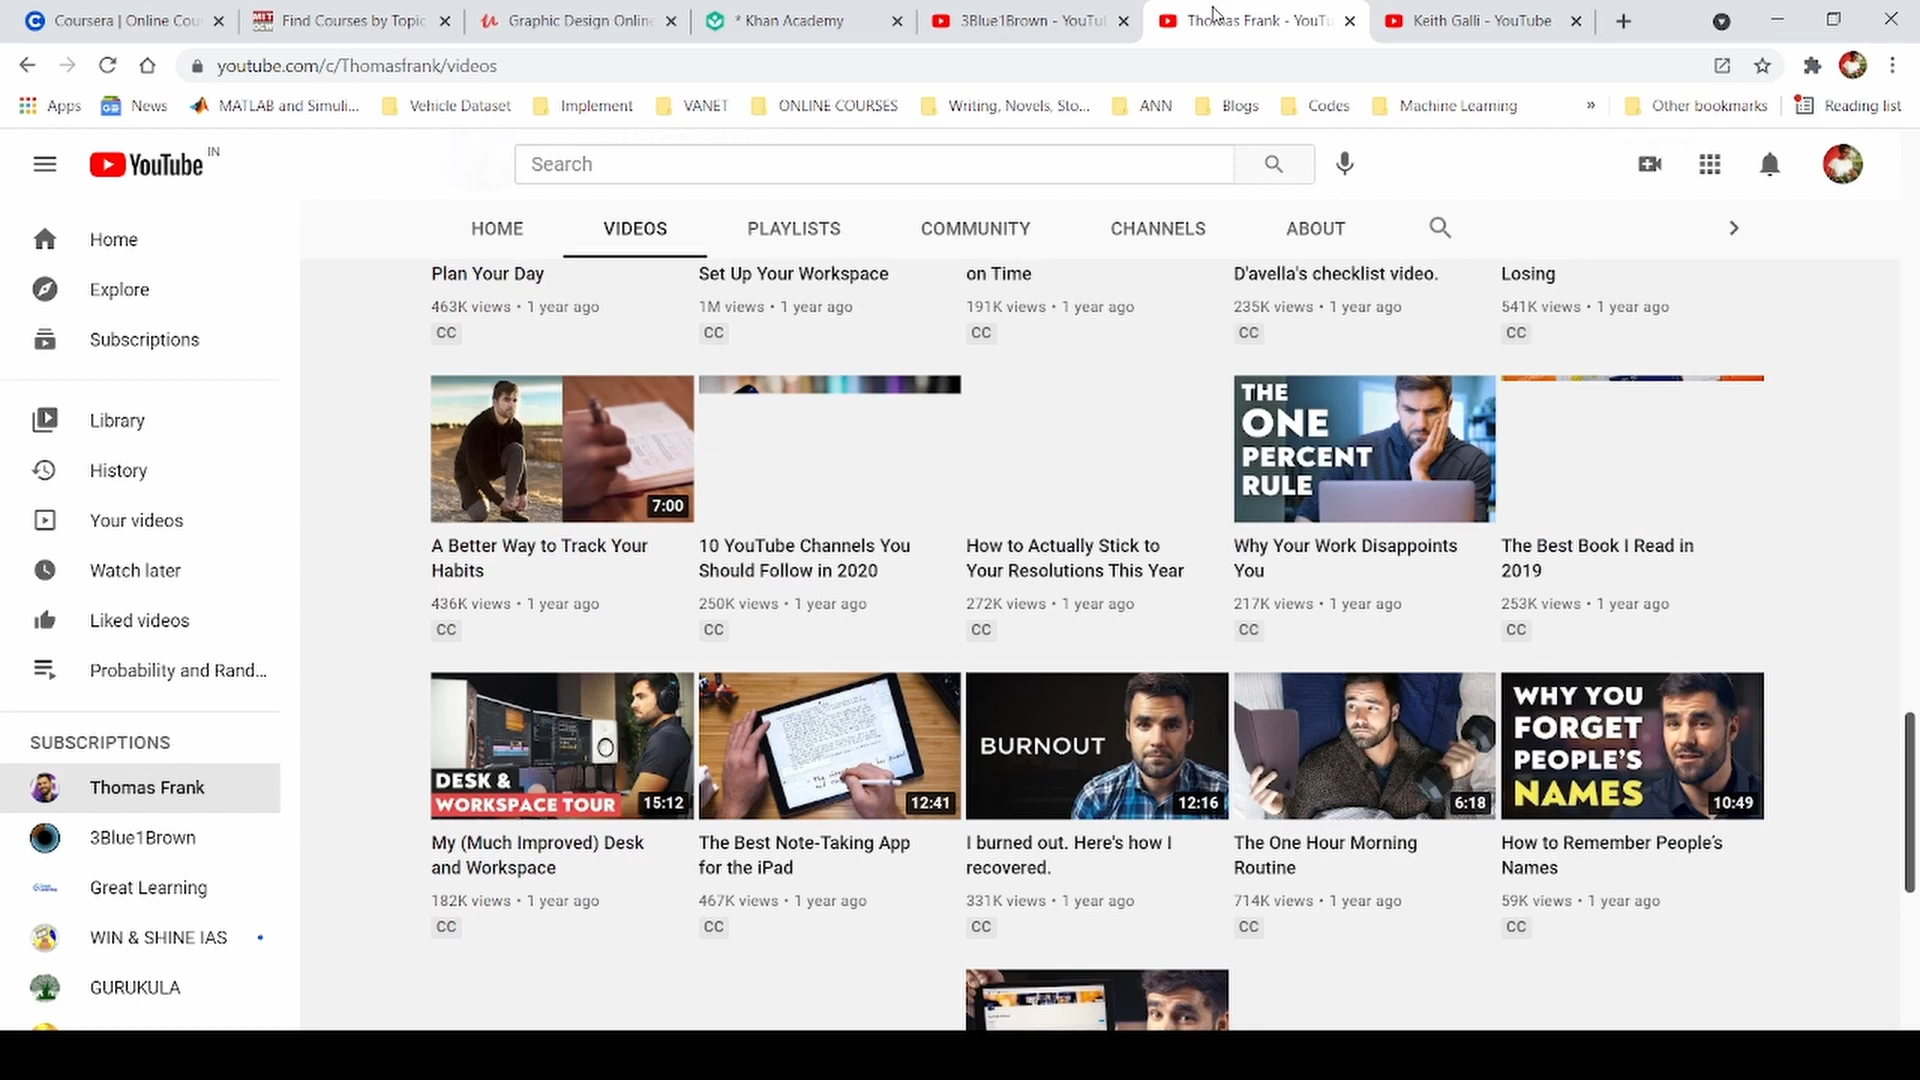 Coursera | Online Cou
MIT OCW Find Courses by Topic
Graphic Design Online
* Khan Academy
3Blue1Brown - YouTu
Thomas Frank - YouTu
Keith Galli - YouTube
youtube.com/c/Thomasfrank/videos
Apps
News
MATLAB and Simuli...
Vehicle Dataset
Implement
VANET
ONLINE COURSES
Writing, Novels, Sto...
ANN
Blogs
Codes
Machine Learning
»
Other bookmarks
Reading list
YouTube IN
Search
HOME
VIDEOS
PLAYLISTS
COMMUNITY
CHANNELS
ABOUT
Home
Explore
Subscriptions
Library
History
Your videos
Watch later
Liked videos
Probability and Rand...
SUBSCRIPTIONS
Thomas Frank
3Blue1Brown
Great Learning
WIN & SHINE IAS
GURUKULA
Plan Your Day
463K views • 1 year ago
CC
Set Up Your Workspace
1M views • 1 year ago
CC
on Time
191K views • 1 year ago
CC
D'avella's checklist video.
235K views • 1 year ago
CC
Losing
541K views • 1 year ago
CC
7:00
A Better Way to Track Your
Habits
436K views • 1 year ago
CC
10 YouTube Channels You
Should Follow in 2020
250K views • 1 year ago
CC
How to Actually Stick to
Your Resolutions This Year
272K views • 1 year ago
CC
THE
ONE
PERCENT
RULE
Why Your Work Disappoints
You
217K views • 1 year ago
CC
The Best Book I Read in
2019
253K views • 1 year ago
CC
DESK &
WORKSPACE TOUR
15:12
My (Much Improved) Desk
and Workspace
182K views • 1 year ago
CC
12:41
The Best Note-Taking App
for the iPad
467K views • 1 year ago
CC
BURNOUT
12:16
I burned out. Here's how I
recovered.
331K views • 1 year ago
CC
6:18
The One Hour Morning
Routine
714K views • 1 year ago
CC
WHY YOU
FORGET
PEOPLE'S
NAMES
10:49
How to Remember People's
Names
59K views • 1 year ago
CC